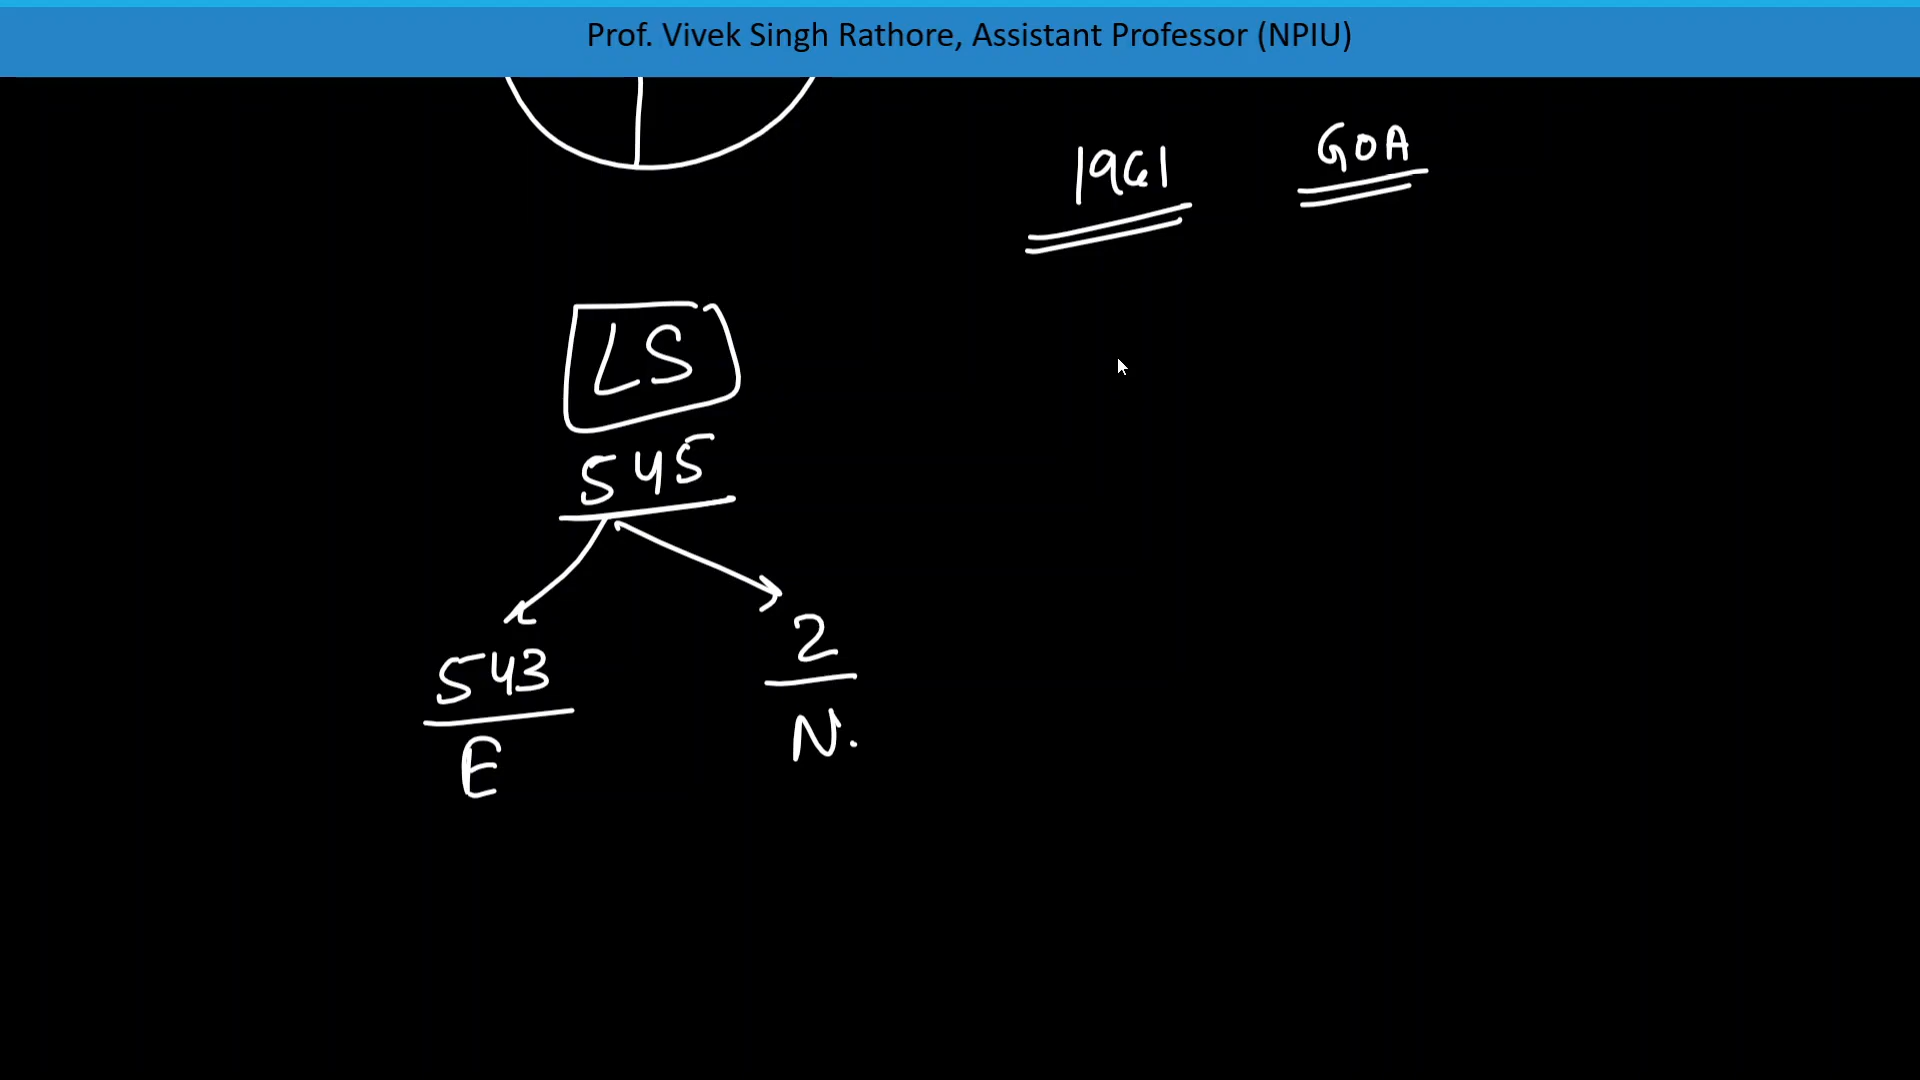 Prof. Vivek Singh Rathore, Assistant Professor (NPIU)
1961 GOA
LS
545
543 2
E N.